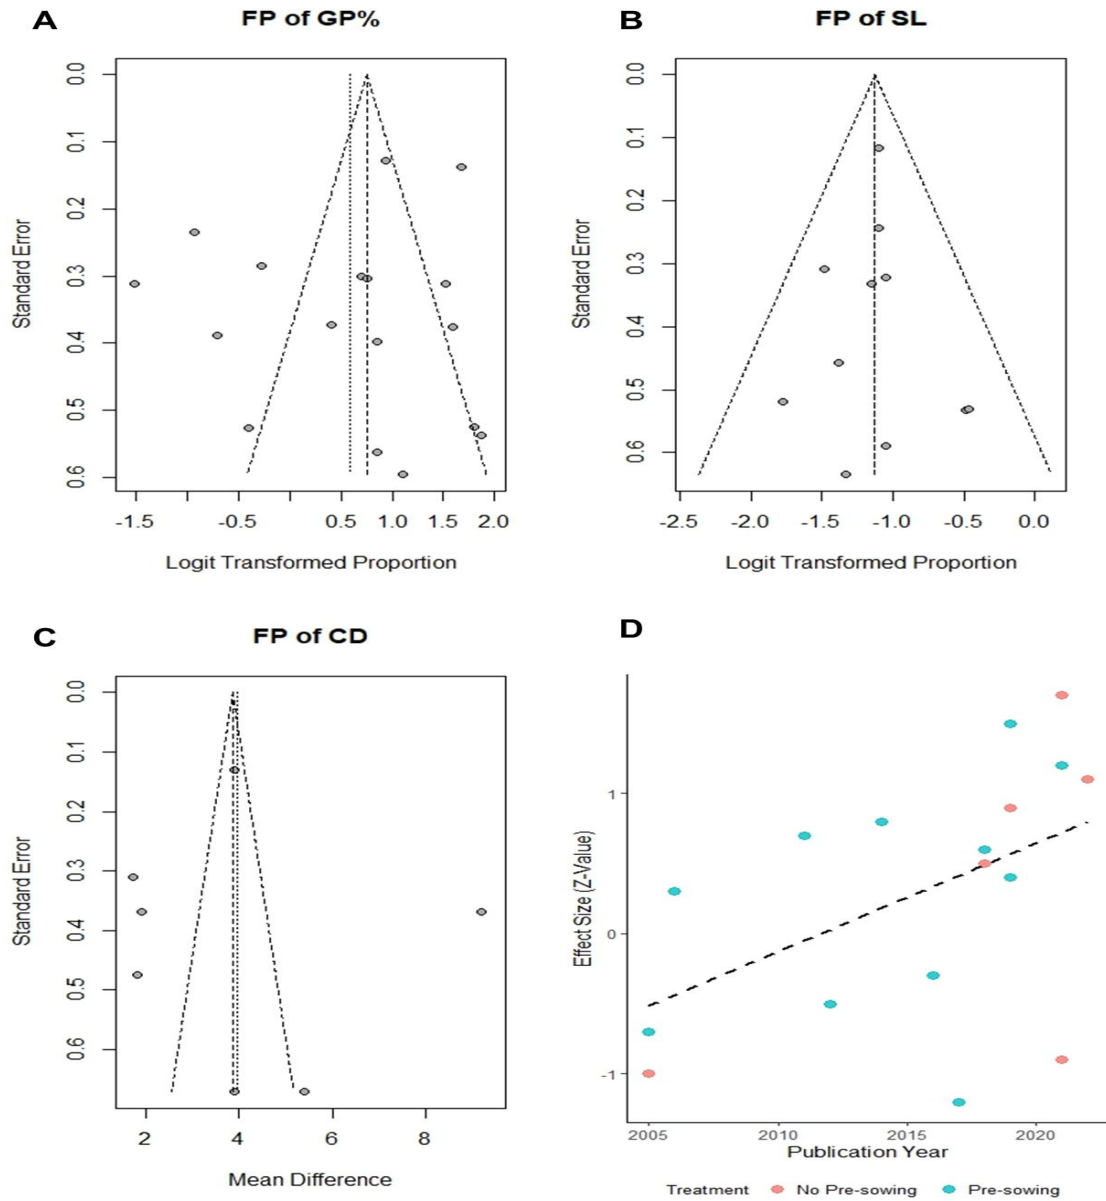 A
FP of GP%
Standard Error
0.0
0.1
0.2
0.3
0.4
0.5
0.6
-1.5 -0.5 0.5 1.0 1.5 2.0
Logit Transformed Proportion
B
FP of SL
Standard Error
0.0
0.1
0.2
0.3
0.4
0.5
0.6
-2.5 -2.0 -1.5 -1.0 -0.5 0.0
Logit Transformed Proportion
C
FP of CD
Standard Error
0.0
0.1
0.2
0.3
0.4
0.5
0.6
2 4 6 8
Mean Difference
D
Effect Size (Z-Value)
1
0
-1
2005 2010 2015 2020
Publication Year
Treatment No Pre-sowing Pre-sowing